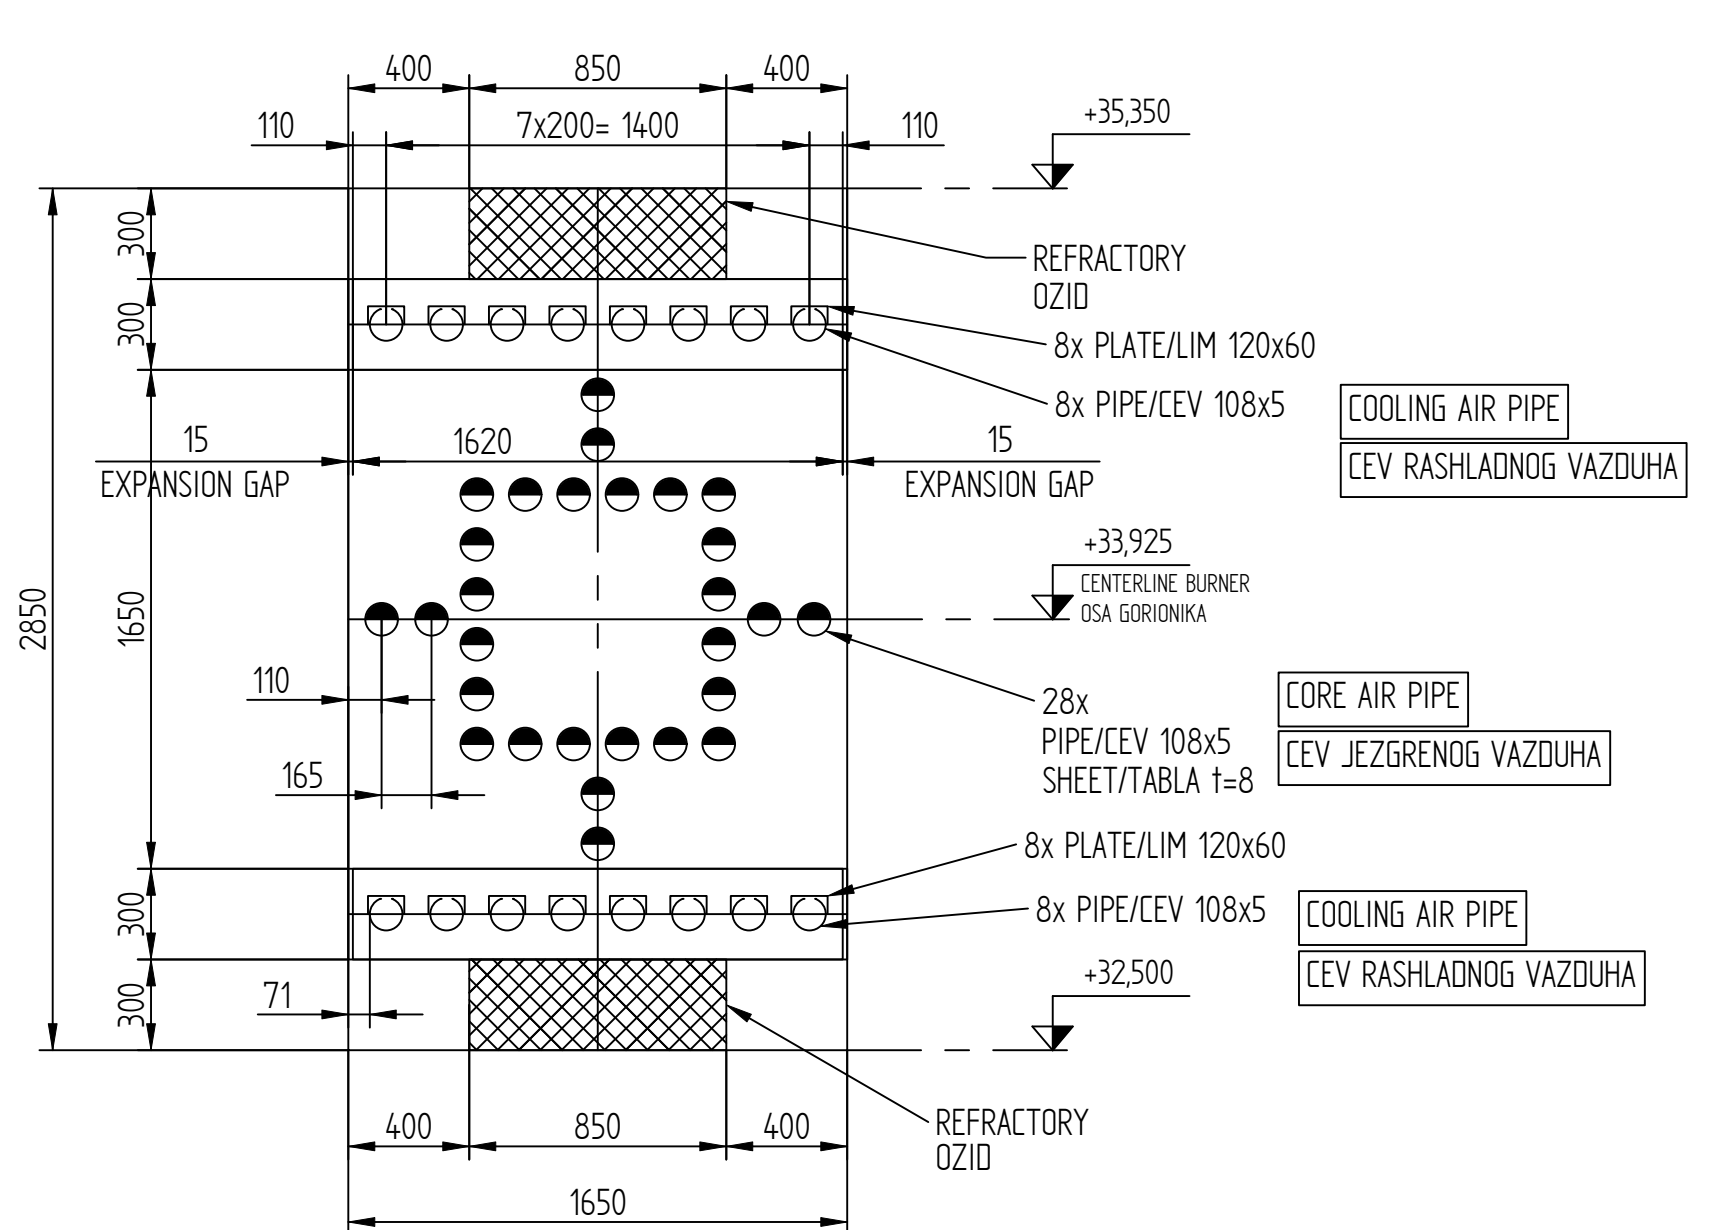 400
850
400
110
7x200= 1400
110
+35,350
300
REFRACTORY
OZID
300
8x PLATE/LIM 120x60
8x PIPE/CEV 108x5
COOLING AIR PIPE
CEV RASHLADNOG VAZDUHA
15
EXPANSION GAP
1620
15
EXPANSION GAP
+33,925
CENTERLINE BURNER
OSA GORIONIKA
2850
1650
110
28x
PIPE/CEV 108x5
SHEET/TABLA t=8
CORE AIR PIPE
CEV JEZGRENOG VAZDUHA
165
8x PLATE/LIM 120x60
300
8x PIPE/CEV 108x5
COOLING AIR PIPE
CEV RASHLADNOG VAZDUHA
+32,500
71
300
400
850
400
REFRACTORY
OZID
1650